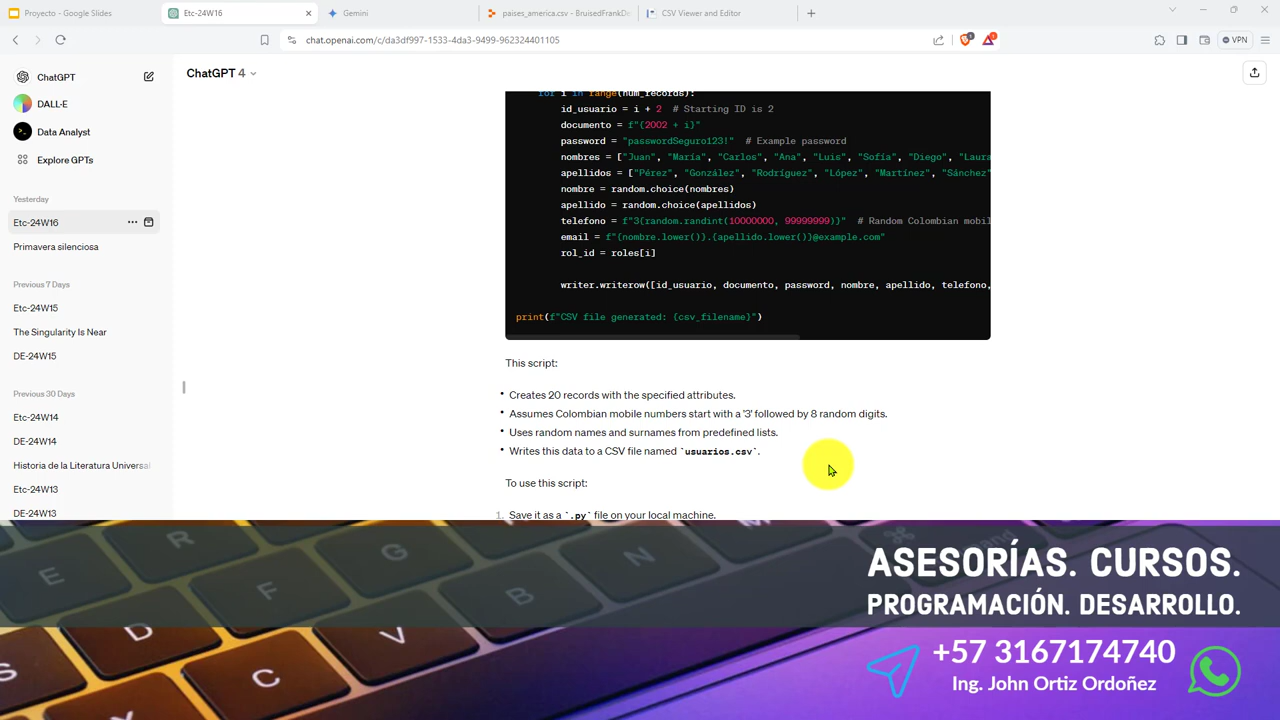 Proyecto - Google Slides
Etc-24W16
Gemini
paises_america.csv - BruisedFrankDe
CSV Viewer and Editor
chat.openai.com/c/da3df997-1533-4da3-9499-962324401105
VPN
ChatGPT
ChatGPT 4
DALL·E
Data Analyst
Explore GPTs
Yesterday
Etc-24W16
Primavera silenciosa
Previous 7 Days
Etc-24W15
The Singularity Is Near
DE-24W15
Previous 30 Days
Etc-24W14
DE-24W14
Historia de la Literatura Universal
Etc-24W13
DE-24W13
for i in range(num_records):
id_usuario = i + 2  # Starting ID is 2
documento = f"{2002 + i}"
password = "passwordSeguro123!"  # Example password
nombres = ["Juan", "María", "Carlos", "Ana", "Luis", "Sofía", "Diego", "Laura
apellidos = ["Pérez", "González", "Rodríguez", "López", "Martínez", "Sánchez"
nombre = random.choice(nombres)
apellido = random.choice(apellidos)
telefono = f"3{random.randint(10000000, 99999999)}"  # Random Colombian mobil
email = f"{nombre.lower()}.{apellido.lower()}@example.com"
rol_id = roles[i]
writer.writerow([id_usuario, documento, password, nombre, apellido, telefono,
print(f"CSV file generated: {csv_filename}")
This script:
• Creates 20 records with the specified attributes.
• Assumes Colombian mobile numbers start with a '3' followed by 8 random digits.
• Uses random names and surnames from predefined lists.
• Writes this data to a CSV file named `usuarios.csv`.
To use this script:
1. Save it as a `.py` file on your local machine.
ASESORÍAS. CURSOS.
PROGRAMACIÓN. DESARROLLO.
+57 3167174740
Ing. John Ortiz Ordoñez